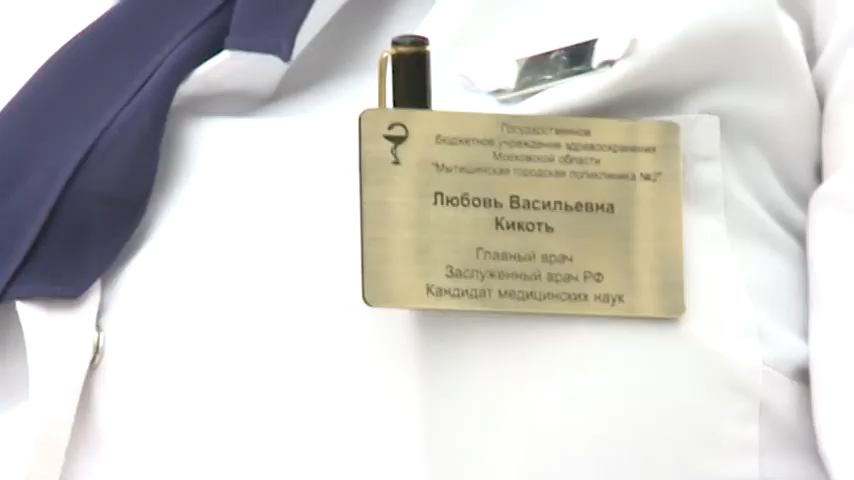 Государственное
бюджетное учреждение здравоохранения
Московской области
"Мытищинская городская поликлиника №2"
Любовь Васильевна
Кикоть
Главный врач
Заслуженный врач РФ
Кандидат медицинских наук